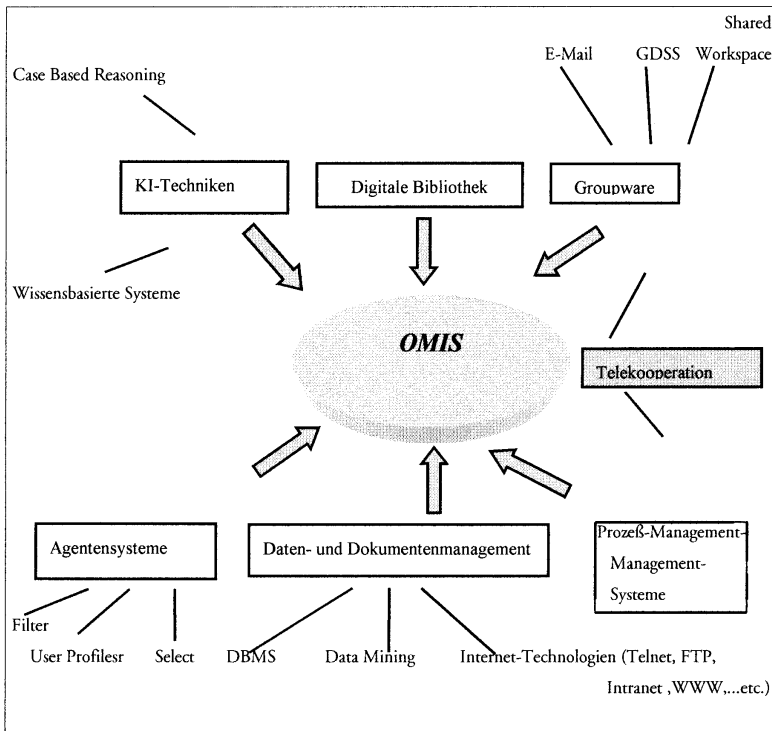 Shared
E-Mail GDSS Workspace
Case Based Reasoning
KI-Techniken
Digitale Bibliothek
Groupware
Wissensbasierte Systeme
OMIS
Telekooperation
Agentensysteme
Daten- und Dokumentenmanagement
Prozeß-Management-
Management-
Systeme
Filter
User Profilesr Select DBMS Data Mining Internet-Technologien (Telnet, FTP,
Intranet ,WWW,...etc.)